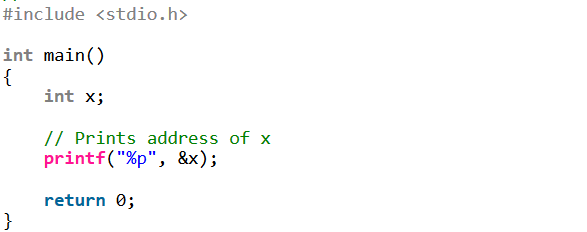 #include <stdio.h>
int main()
{
    int x;
    // Prints address of x
    printf("%p", &x);
    return 0;
}